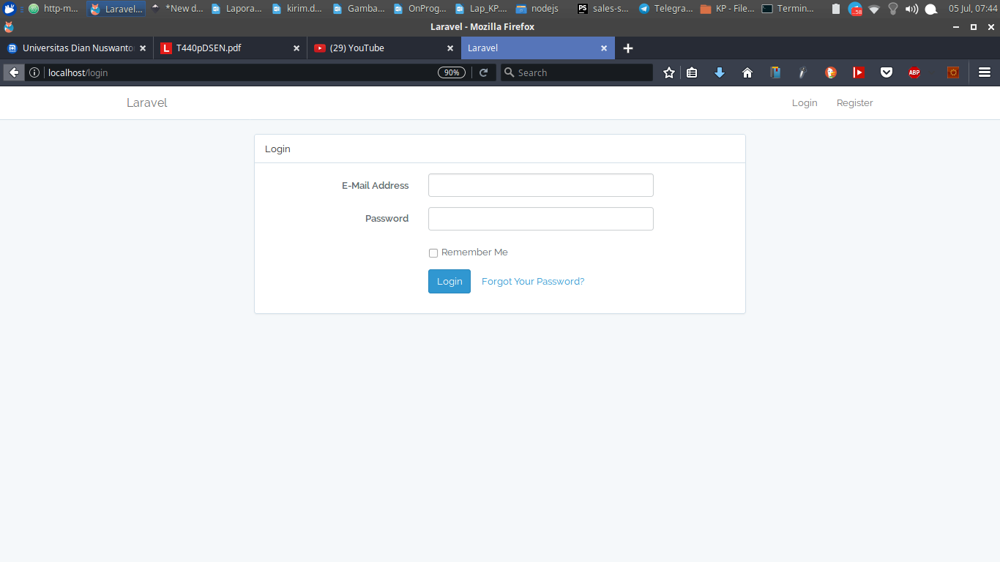 http-m... Laravel... *New d... Lapora... kirim.d... Gamba... OnProg... Lap_KP.... nodejs PS sales-s... Telegra... KP - File... Termin... ...58 05 Jul, 07:44
Laravel - Mozilla Firefox
Universitas Dian Nuswanto L T440pDSEN.pdf (29) YouTube Laravel
localhost/login 90% Search ABP
Laravel Login Register
Login
E-Mail Address
Password
Remember Me
Login Forgot Your Password?